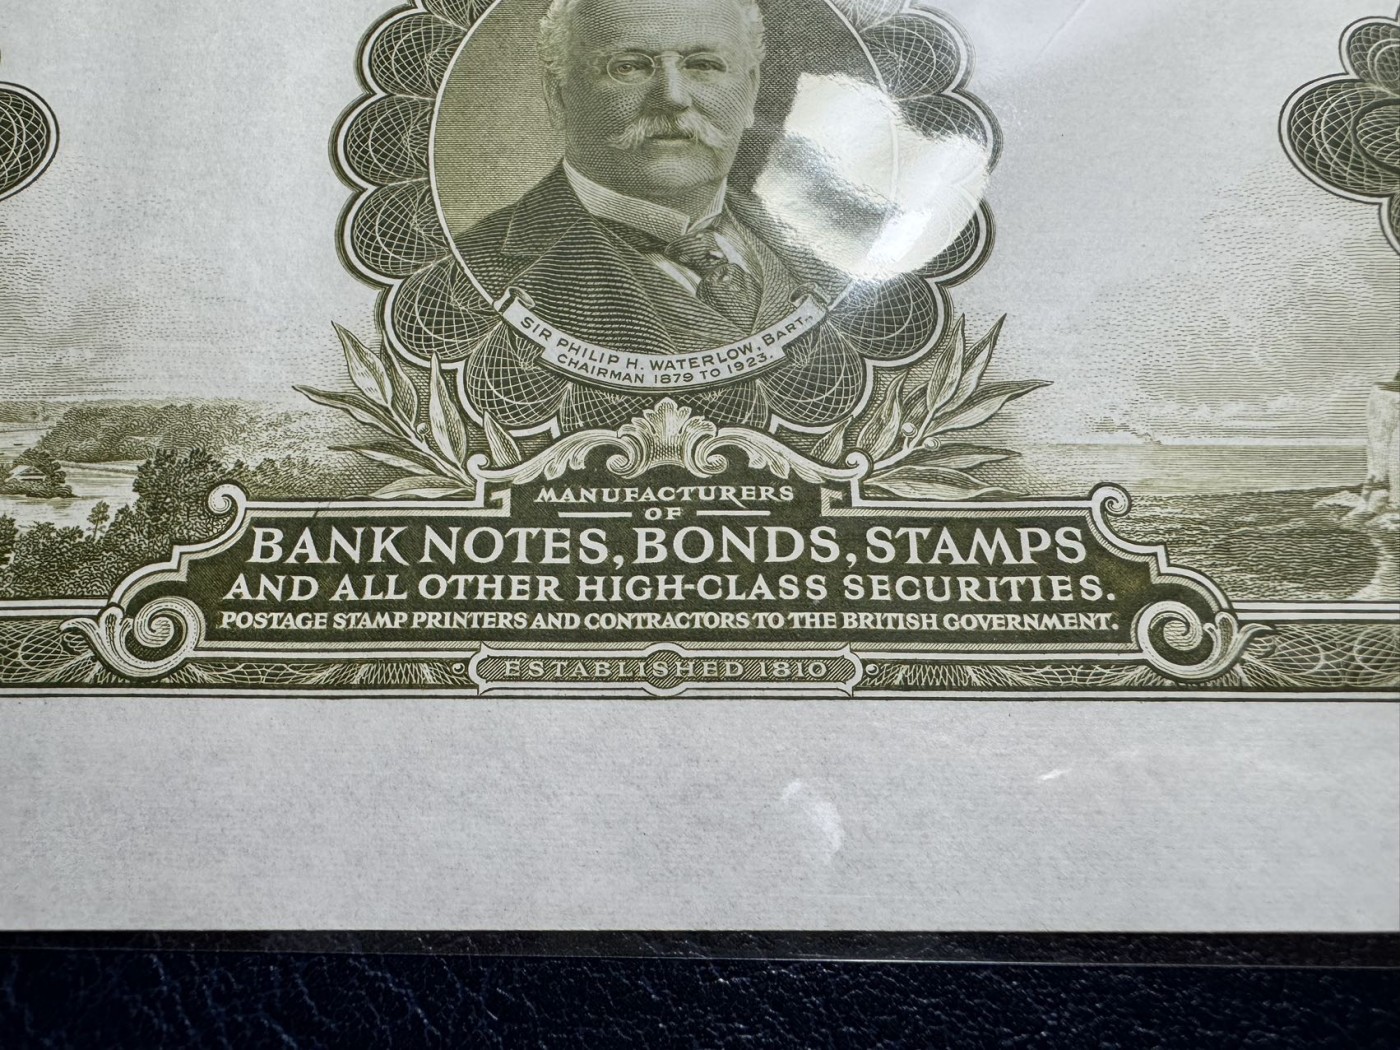 SIR PHILIP H. WATERLOW, BART.,
CHAIRMAN 1879 TO 1923.
MANUFACTURERS
OF
BANK NOTES, BONDS, STAMPS
AND ALL OTHER HIGH-CLASS SECURITIES.
POSTAGE STAMP PRINTERS AND CONTRACTORS TO THE BRITISH GOVERNMENT.
ESTABLISHED 1810